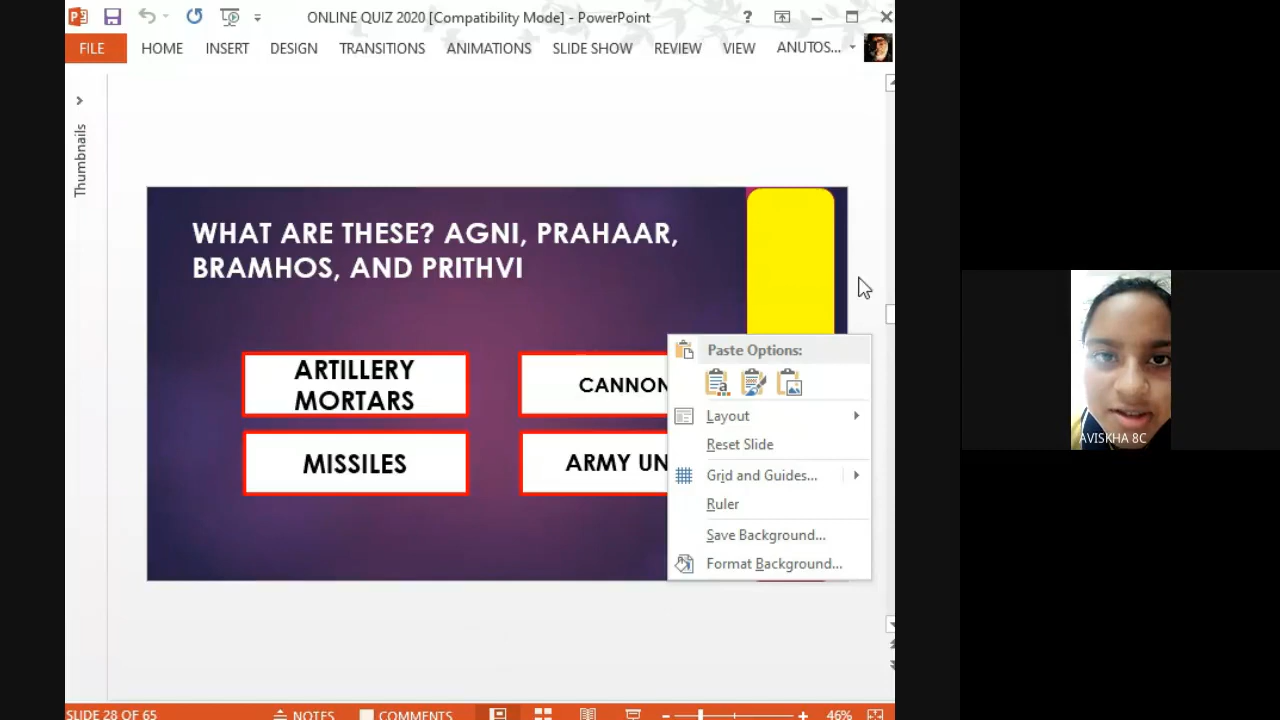 ONLINE QUIZ 2020 [Compatibility Mode] - PowerPoint
FILE HOME INSERT DESIGN TRANSITIONS ANIMATIONS SLIDE SHOW REVIEW VIEW ANUTOS...
Thumbnails
WHAT ARE THESE? AGNI, PRAHAAR,
BRAMHOS, AND PRITHVI
ARTILLERY
MORTARS
CANNON
MISSILES
ARMY UN
Paste Options:
Layout
Reset Slide
Grid and Guides...
Ruler
Save Background...
Format Background...
AVISKHA 8C
SLIDE 28 OF 65 NOTES COMMENTS 46%